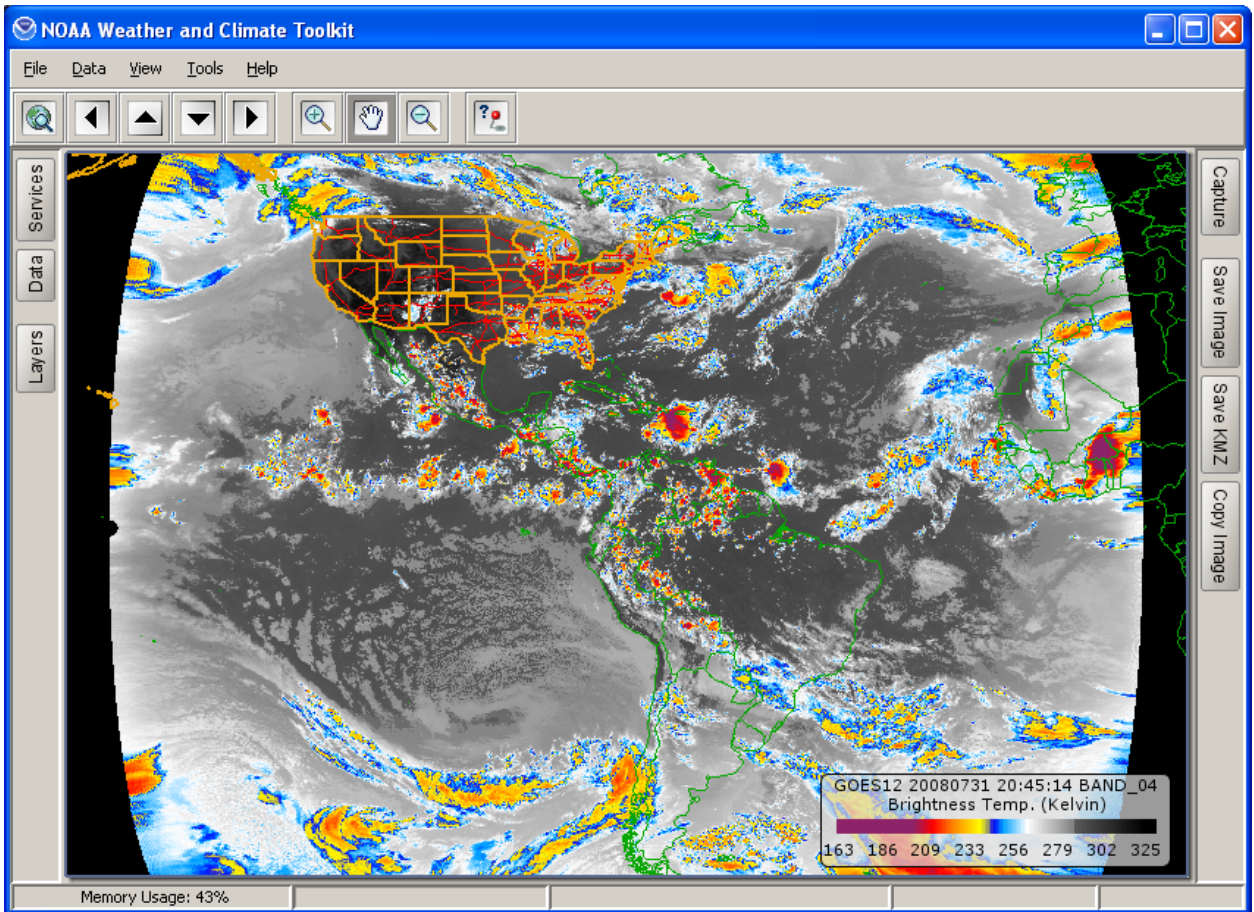 NOAA Weather and Climate Toolkit
File Data View Tools Help
?
Services
Data
Layers
Capture
Save Image
Save KMZ
Copy Image
GOES12 20080731 20:45:14 BAND_04
Brightness Temp. (Kelvin)
163 186 209 233 256 279 302 325
Memory Usage: 43%